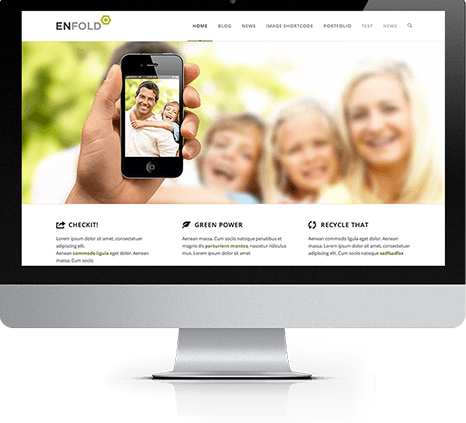 ENFOLD
HOME BLOG NEWS IMAGE SHORTCODE PORTFOLIO TEST NEWS
CHECKIT!
Lorem ipsum dolor sit amet, consectetuer
adipiscing elit.
Aenean commodo ligula eget dolor. Aenean
massa. Cum sociis
GREEN POWER
Aenean massa. Cum sociis natoque penatibus et
magnis dis parturient montes, nascetur ridiculus
mus. Lorem ipsum dolor sit amet
RECYCLE THAT
Commodo ligula eget dolor. Aenean massa.
Lorem ipsum dolor sit amet, consectetuer
adipiscing elit. Cum sociis natoque sedfsedfsx